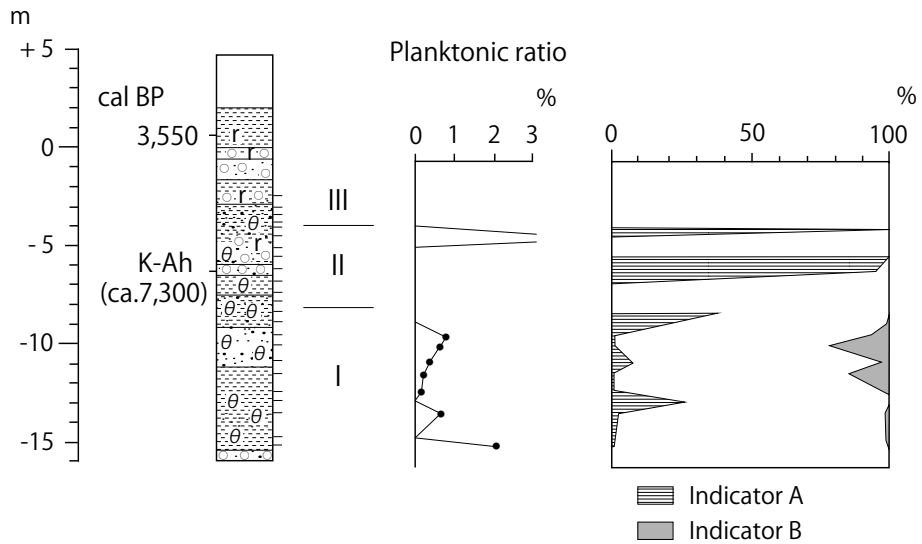 m
+5
0
-5
-10
-15
cal BP
3,550
K-Ah
(ca.7,300)
r
r
r
θ
r
θ
θ
θ θ
θ
θ
θ
θ
θ
III
II
I
Planktonic ratio
%
0 1 2 3
%
0 50 100
Indicator A
Indicator B